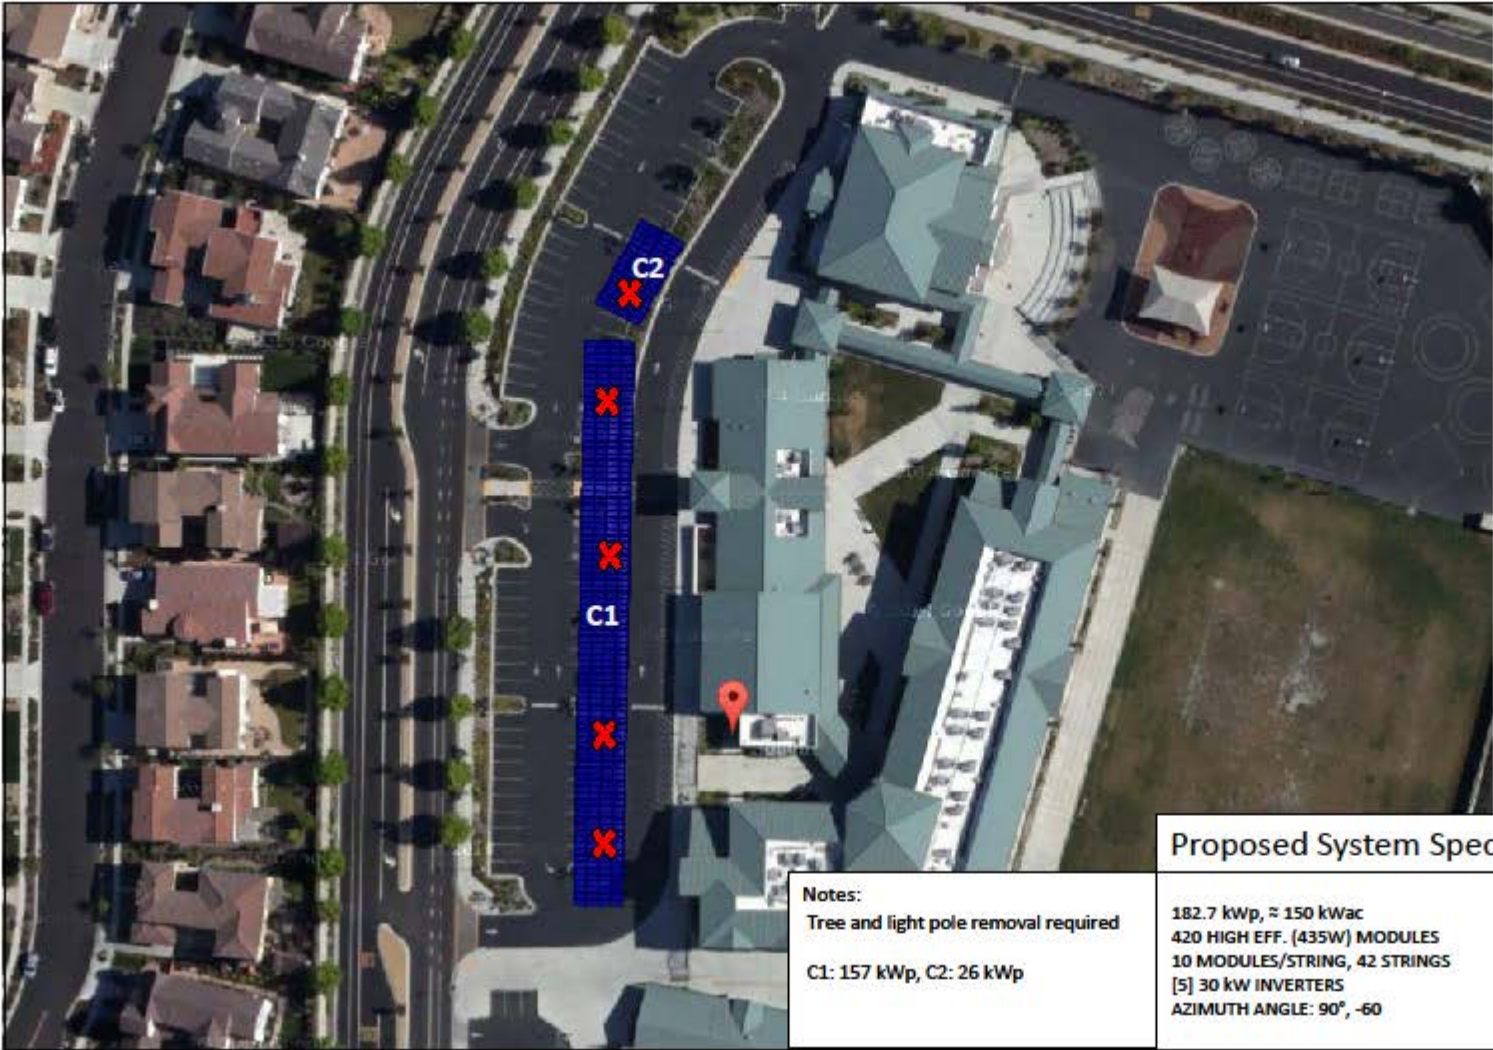 C2
C1
Notes:
Tree and light pole removal required
C1: 157 kWp, C2: 26 kWp
Proposed System Spec
182.7 kWp, ≈ 150 kWac
420 HIGH EFF. (435W) MODULES
10 MODULES/STRING, 42 STRINGS
[5] 30 kW INVERTERS
AZIMUTH ANGLE: 90°, -60